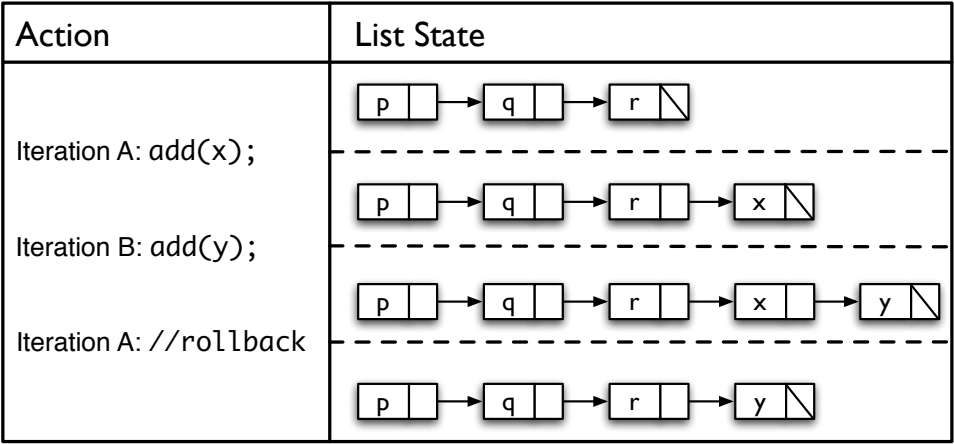 Action List State
p q r
Iteration A: add(x);
p q r x
Iteration B: add(y);
p q r x y
Iteration A: //rollback
p q r y